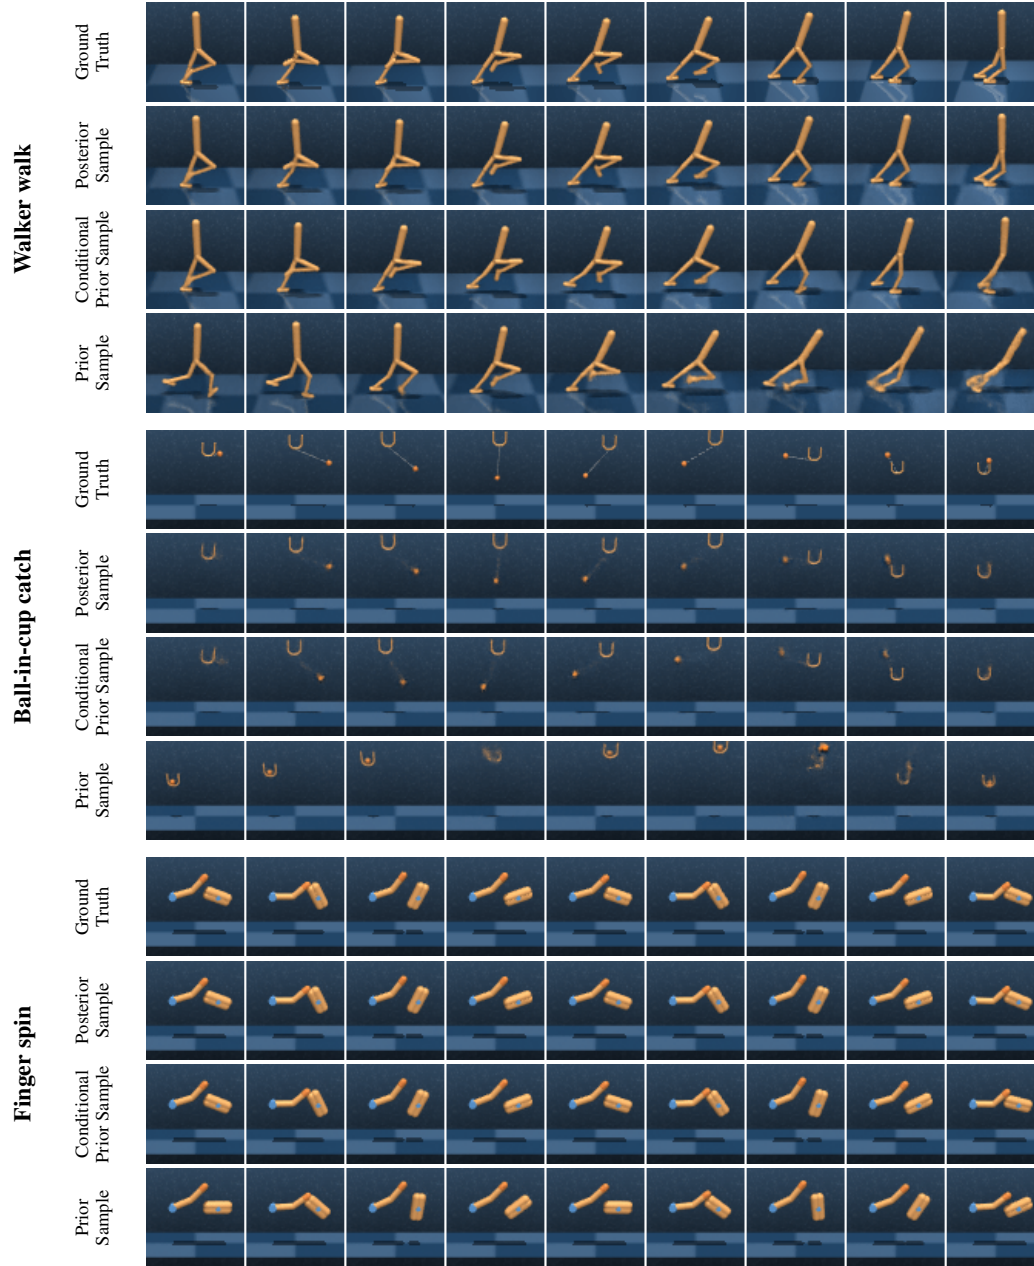 Walker walk
Ground
Truth
Posterior
Sample
Conditional
Prior Sample
Prior
Sample
Ball-in-cup catch
Ground
Truth
Posterior
Sample
Conditional
Prior Sample
Prior
Sample
Finger spin
Ground
Truth
Posterior
Sample
Conditional
Prior Sample
Prior
Sample